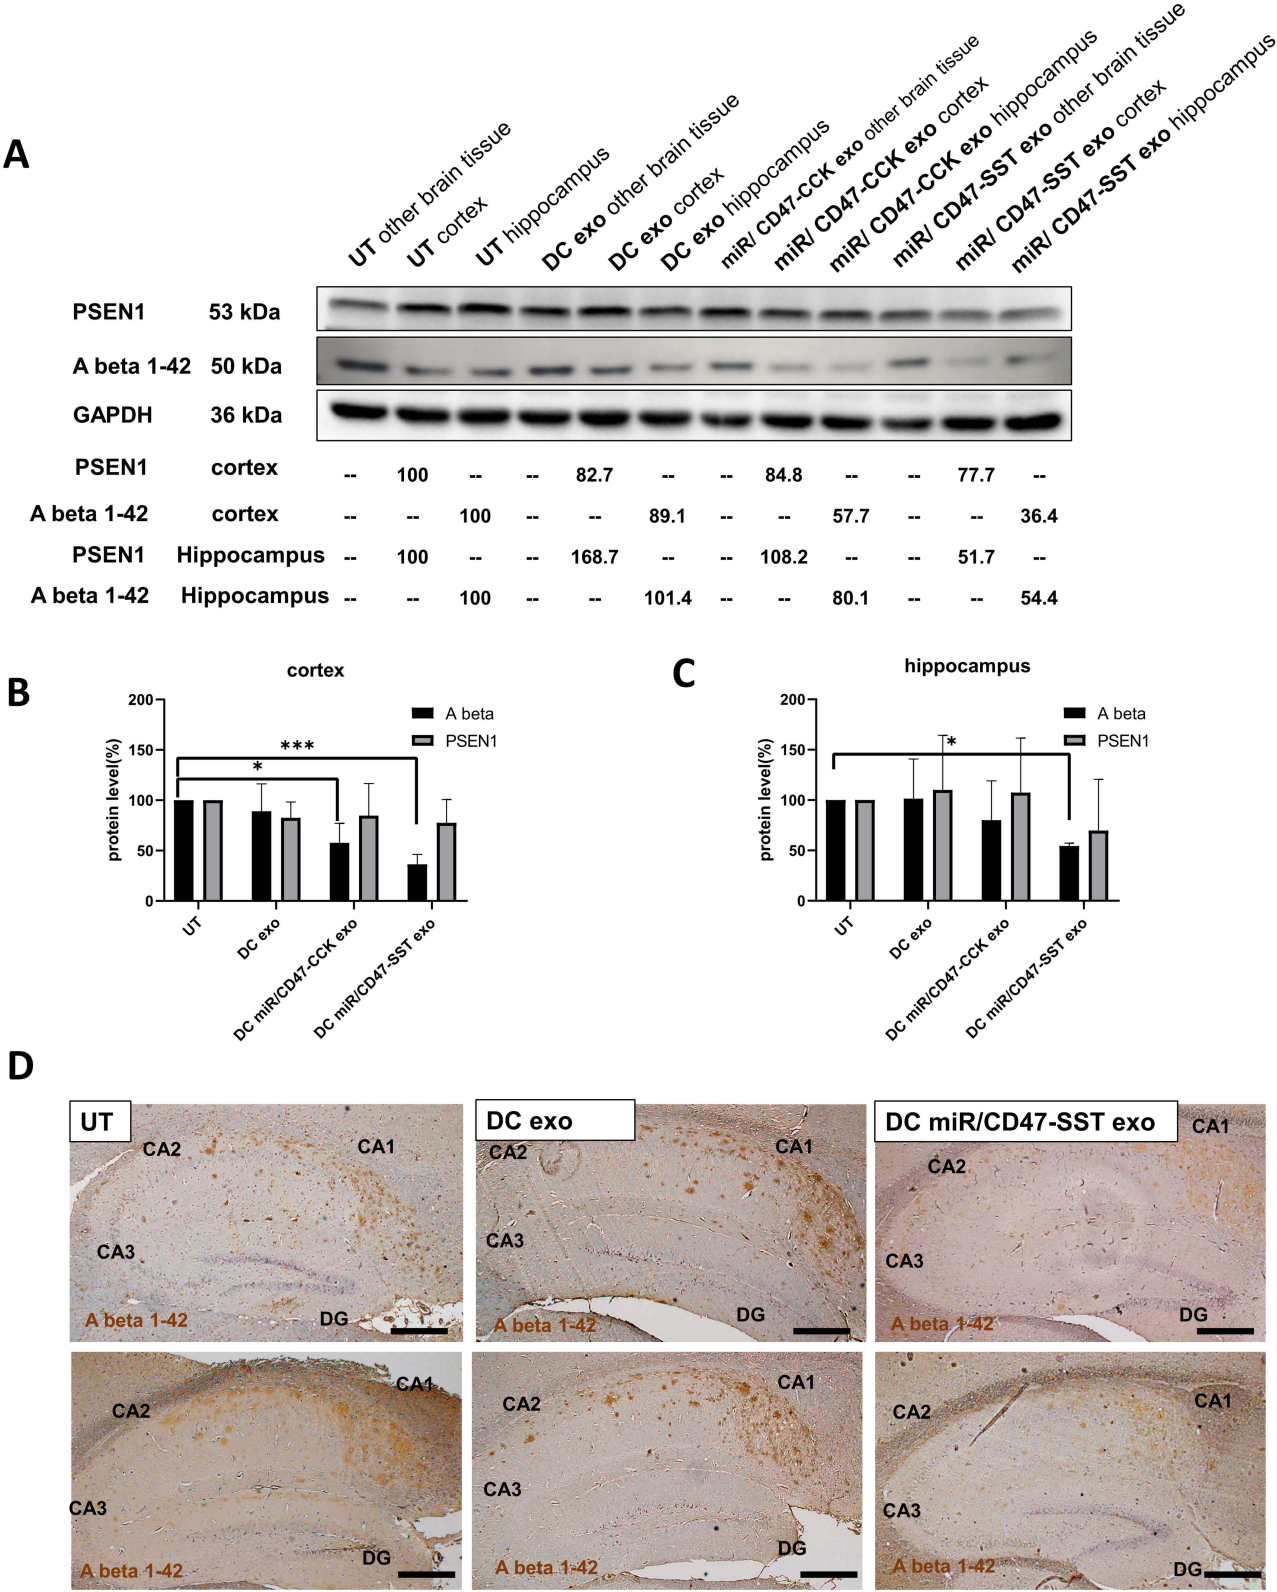 A
UT other brain tissue
UT cortex
UT hippocampus
DC exo other brain tissue
DC exo cortex
DC exo hippocampus
miR/ CD47-CCK exo other brain tissue
miR/ CD47-CCK exo cortex
miR/ CD47-CCK exo hippocampus
miR/ CD47-SST exo other brain tissue
miR/ CD47-SST exo cortex
miR/ CD47-SST exo hippocampus
PSEN1 53 kDa
A beta 1-42 50 kDa
GAPDH 36 kDa
PSEN1 cortex -- 100 -- -- 82.7 -- -- 84.8 -- -- 77.7 --
A beta 1-42 cortex -- -- 100 -- -- 89.1 -- -- 57.7 -- -- 36.4
PSEN1 Hippocampus -- 100 -- -- 168.7 -- -- 108.2 -- -- 51.7 --
A beta 1-42 Hippocampus -- -- 100 -- -- 101.4 -- -- 80.1 -- -- 54.4
B
cortex
protein level(%)
200
150
100
50
0
A beta
PSEN1
***
*
UT
DC exo
DC miR/CD47-CCK exo
DC miR/CD47-SST exo
C
hippocampus
protein level(%)
200
150
100
50
0
A beta
PSEN1
*
UT
DC exo
DC miR/CD47-CCK exo
DC miR/CD47-SST exo
D
UT
CA2
CA1
CA3
DG
A beta 1-42
DC exo
CA2
CA1
CA3
DG
A beta 1-42
DC miR/CD47-SST exo
CA1
CA2
CA3
DG
A beta 1-42
CA1
CA2
CA3
DG
A beta 1-42
CA1
CA2
CA3
DG
A beta 1-42
CA1
CA2
CA3
DG
A beta 1-42